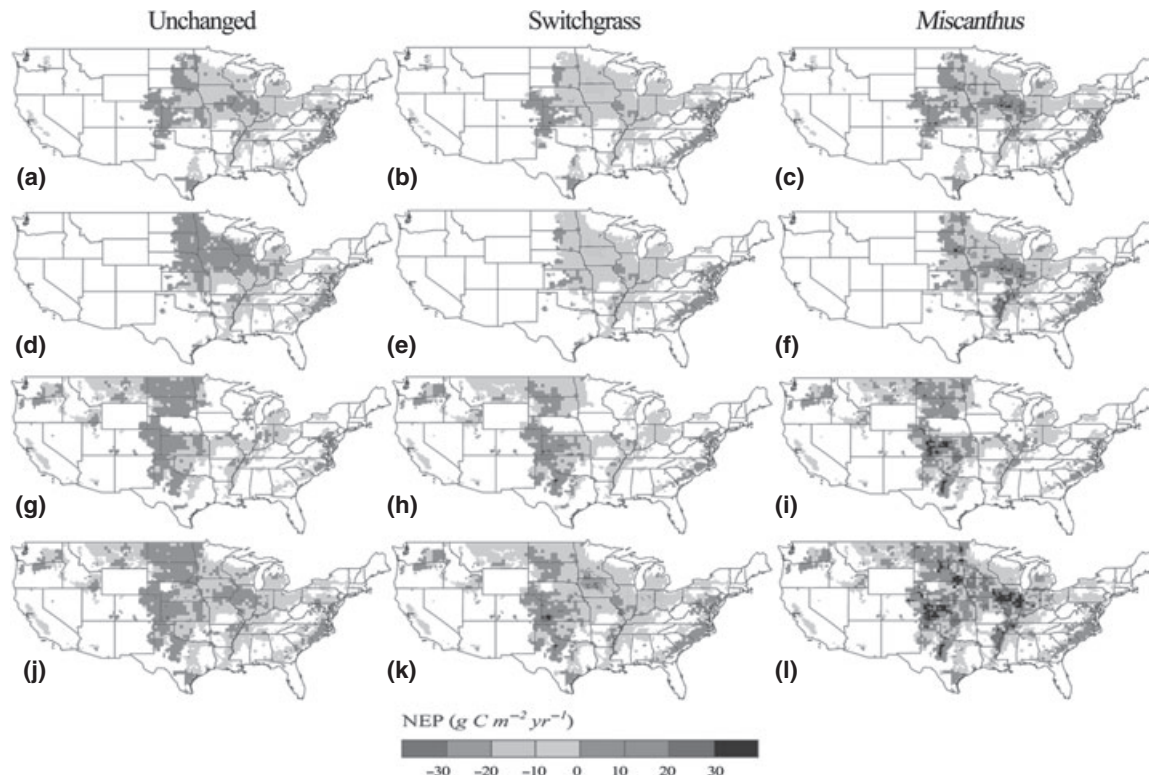 Unchanged Switchgrass Miscanthus
(a) (b) (c)
(d) (e) (f)
(g) (h) (i)
(j) (k) (l)
NEP (g C m⁻² yr⁻¹)
−30 −20 −10 0 10 20 30